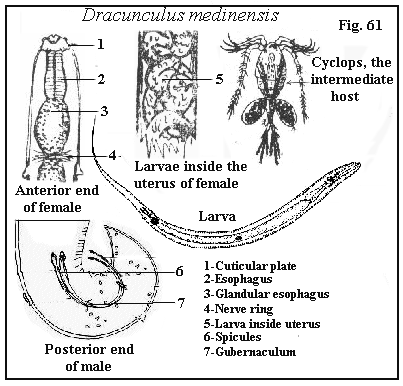 Dracunculus medinensis
Fig. 61
1
2
3
4
5
Cyclops, the
intermediate
host
Anterior end
of female
Larvae inside the
uterus of female
Larva
6
7
Posterior end
of male
1-Cuticular plate
2-Esophagus
3-Glandular esophagus
4-Nerve ring
5-Larva inside uterus
6-Spicules
7-Gubernaculum